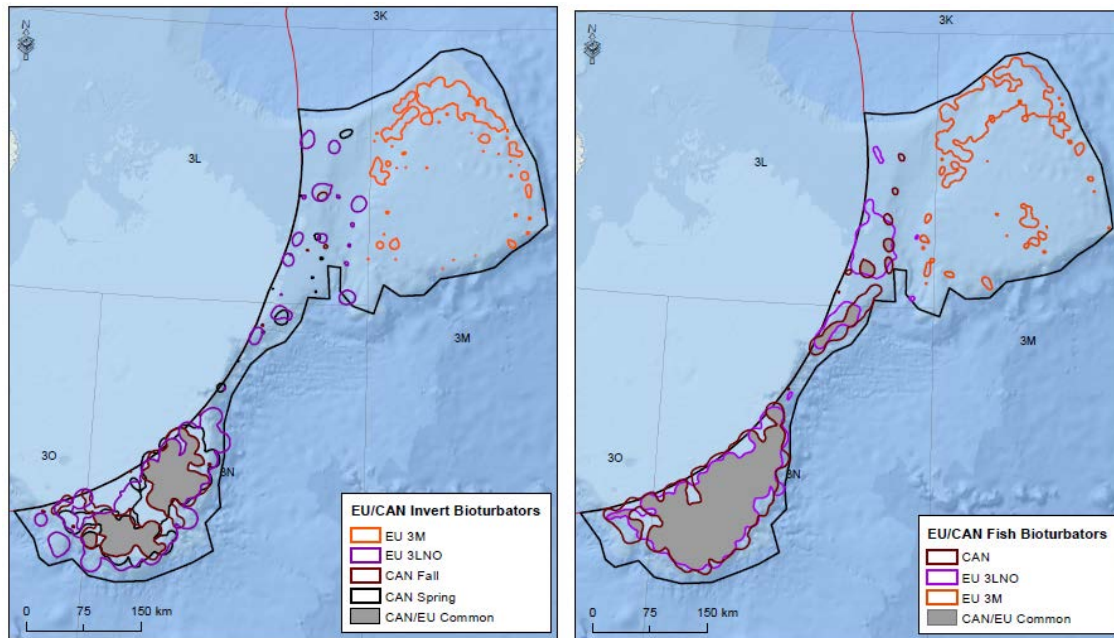 N
3K
3L
3M
3O
3N
EU/CAN Invert Bioturbators
EU 3M
EU 3LNO
CAN Fall
CAN Spring
CAN/EU Common
0 75 150 km
N
3K
3L
3M
3O
3N
EU/CAN Fish Bioturbators
CAN
EU 3LNO
EU 3M
CAN/EU Common
0 75 150 km